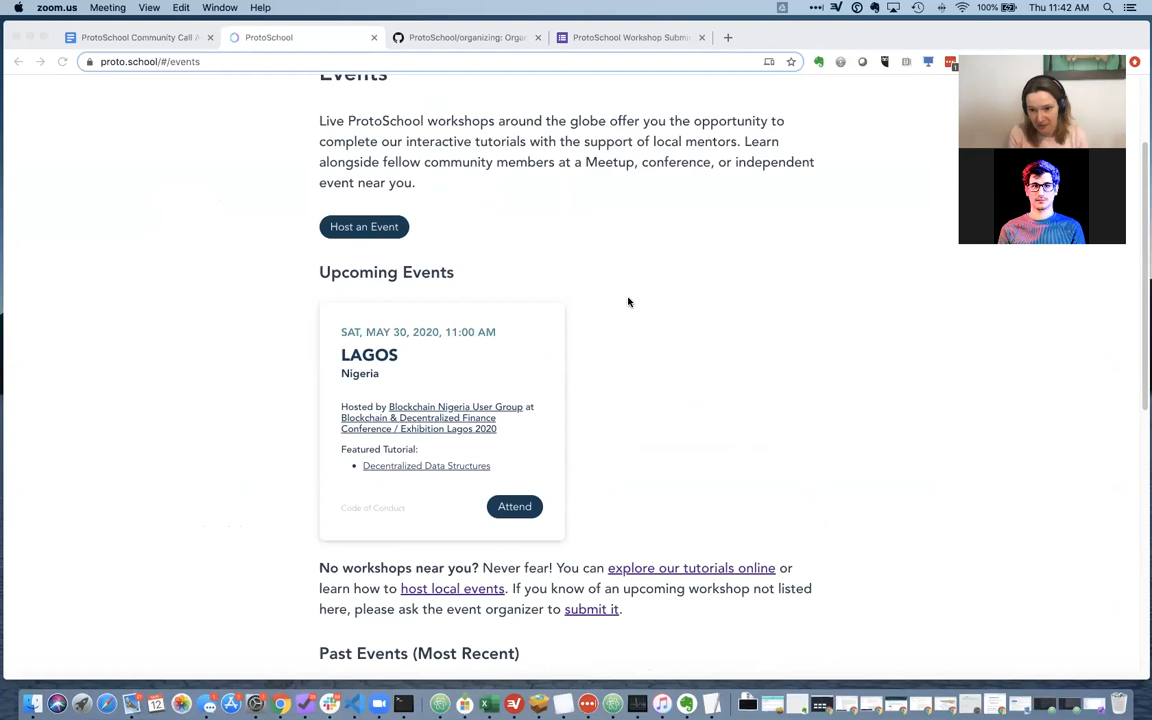 zoom.us Meeting View Edit Window Help 100% Thu 11:42 AM
ProtoSchool Community Call A ProtoSchool ProtoSchool/organizing: Organ ProtoSchool Workshop Submi
proto.school/#/events
Events
Live ProtoSchool workshops around the globe offer you the opportunity to
complete our interactive tutorials with the support of local mentors. Learn
alongside fellow community members at a Meetup, conference, or independent
event near you.
Host an Event
Upcoming Events
SAT, MAY 30, 2020, 11:00 AM
LAGOS
Nigeria
Hosted by Blockchain Nigeria User Group at
Blockchain & Decentralized Finance
Conference / Exhibition Lagos 2020
Featured Tutorial:
• Decentralized Data Structures
Code of Conduct Attend
No workshops near you? Never fear! You can explore our tutorials online or
learn how to host local events. If you know of an upcoming workshop not listed
here, please ask the event organizer to submit it.
Past Events (Most Recent)